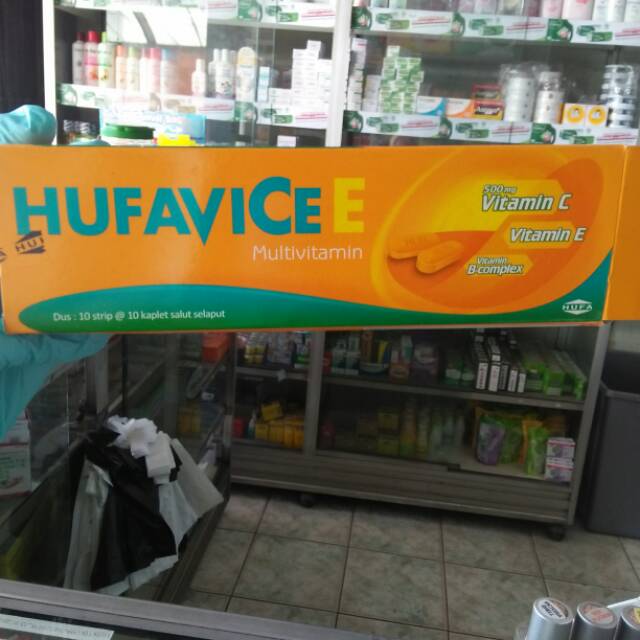 HUFAVICE E
Multivitamin
500 mg
Vitamin C
Vitamin E
Vitamin
B-complex
HUFA
Dus : 10 strip @ 10 kaplet salut selaput